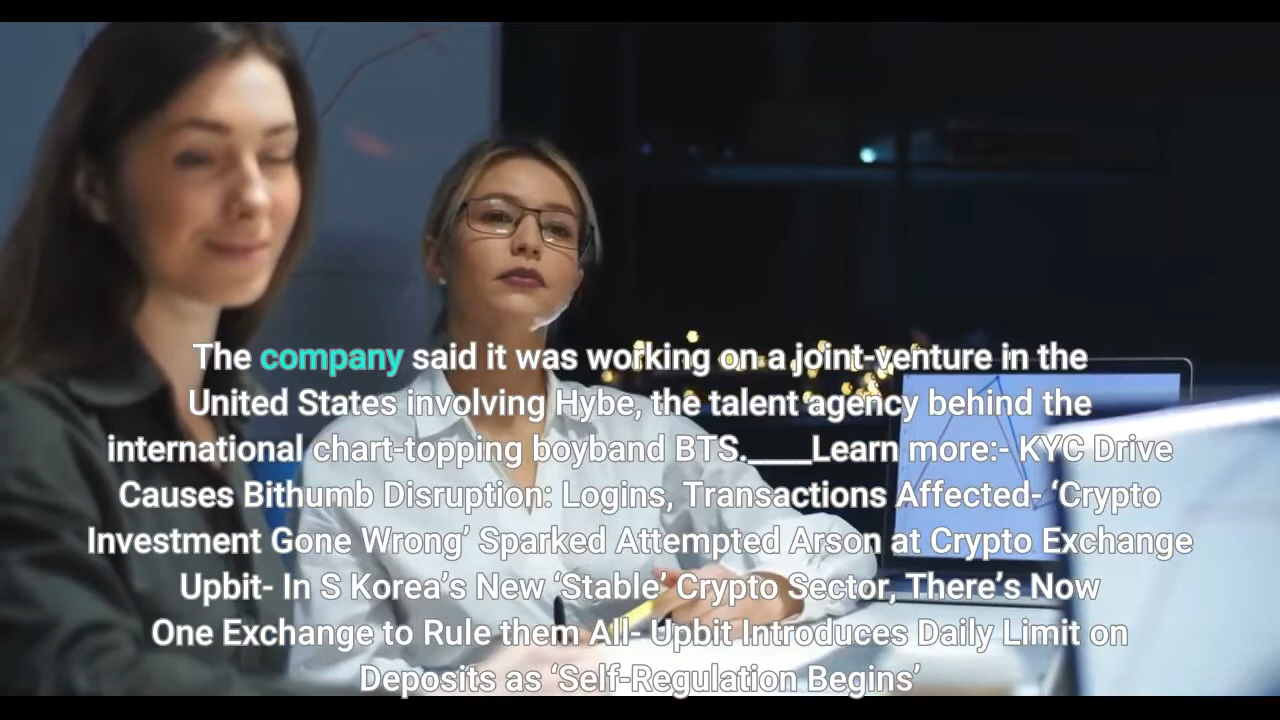 The company said it was working on a joint-venture in the
United States involving Hybe, the talent agency behind the
international chart-topping boyband BTS.____Learn more:- KYC Drive
Causes Bithumb Disruption: Logins, Transactions Affected- ‘Crypto
Investment Gone Wrong’ Sparked Attempted Arson at Crypto Exchange
Upbit- In S Korea’s New ‘Stable’ Crypto Sector, There’s Now
One Exchange to Rule them All- Upbit Introduces Daily Limit on
Deposits as ‘Self-Regulation Begins’